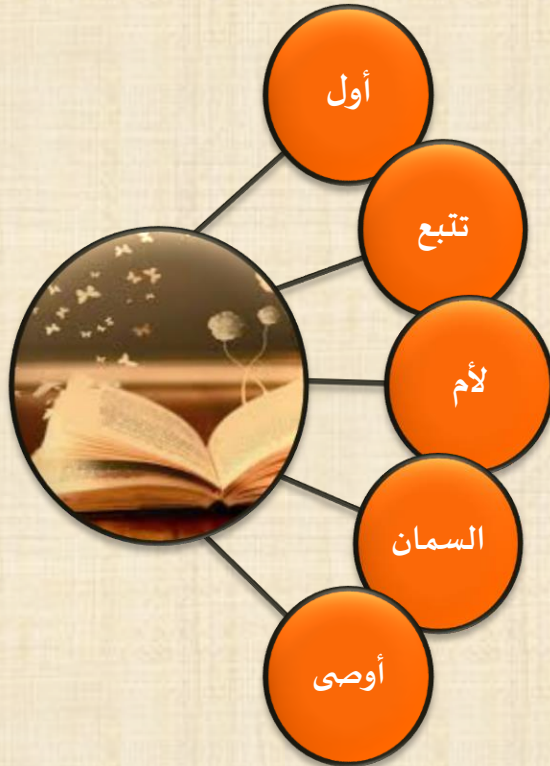 أول
تتبع
لأم
السمان
أوصى